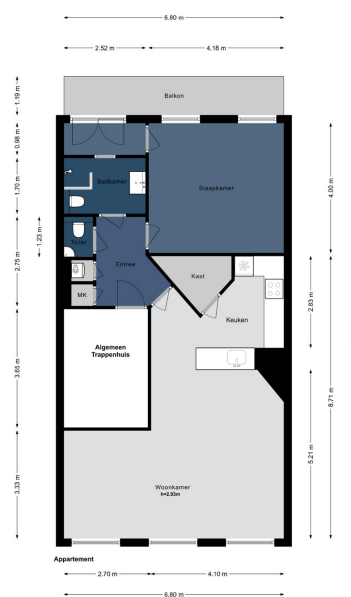 6.80 m
2.52 m
4.18 m
1.19 m
Balkon
0.98 m
1.70 m
Badkamer
Slaapkamer
4.00 m
1.23 m
Toilet
2.75 m
Entree
Kast
MK
Keuken
2.83 m
8.71 m
Algemeen
Trappenhuis
3.65 m
5.21 m
3.33 m
Woonkamer
h=2.93m
Appartement
2.70 m
4.10 m
6.80 m